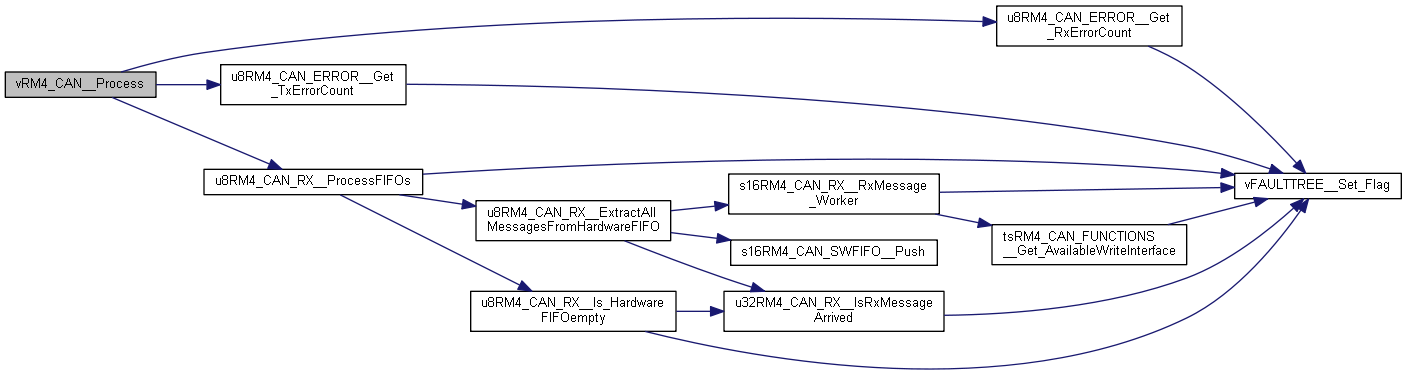 u8RM4_CAN_ERROR__Get
_RxErrorCount
vRM4_CAN__Process
u8RM4_CAN_ERROR__Get
_TxErrorCount
u8RM4_CAN_RX__ProcessFIFOs
vFAULTTREE__Set_Flag
s16RM4_CAN_RX__RxMessage
_Worker
u8RM4_CAN_RX__ExtractAll
MessagesFromHardwareFIFO
tsRM4_CAN_FUNCTIONS
__Get_AvailableWriteInterface
s16RM4_CAN_SWFIFO__Push
u8RM4_CAN_RX__Is_Hardware
FIFOempty
u32RM4_CAN_RX__IsRxMessage
Arrived